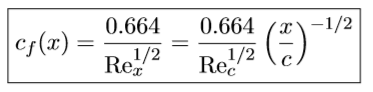 c_f(x) = \frac{0.664}{\mathrm{Re}_x^{1/2}} = \frac{0.664}{\mathrm{Re}_c^{1/2}} \left( \frac{x}{c} \right)^{-1/2}